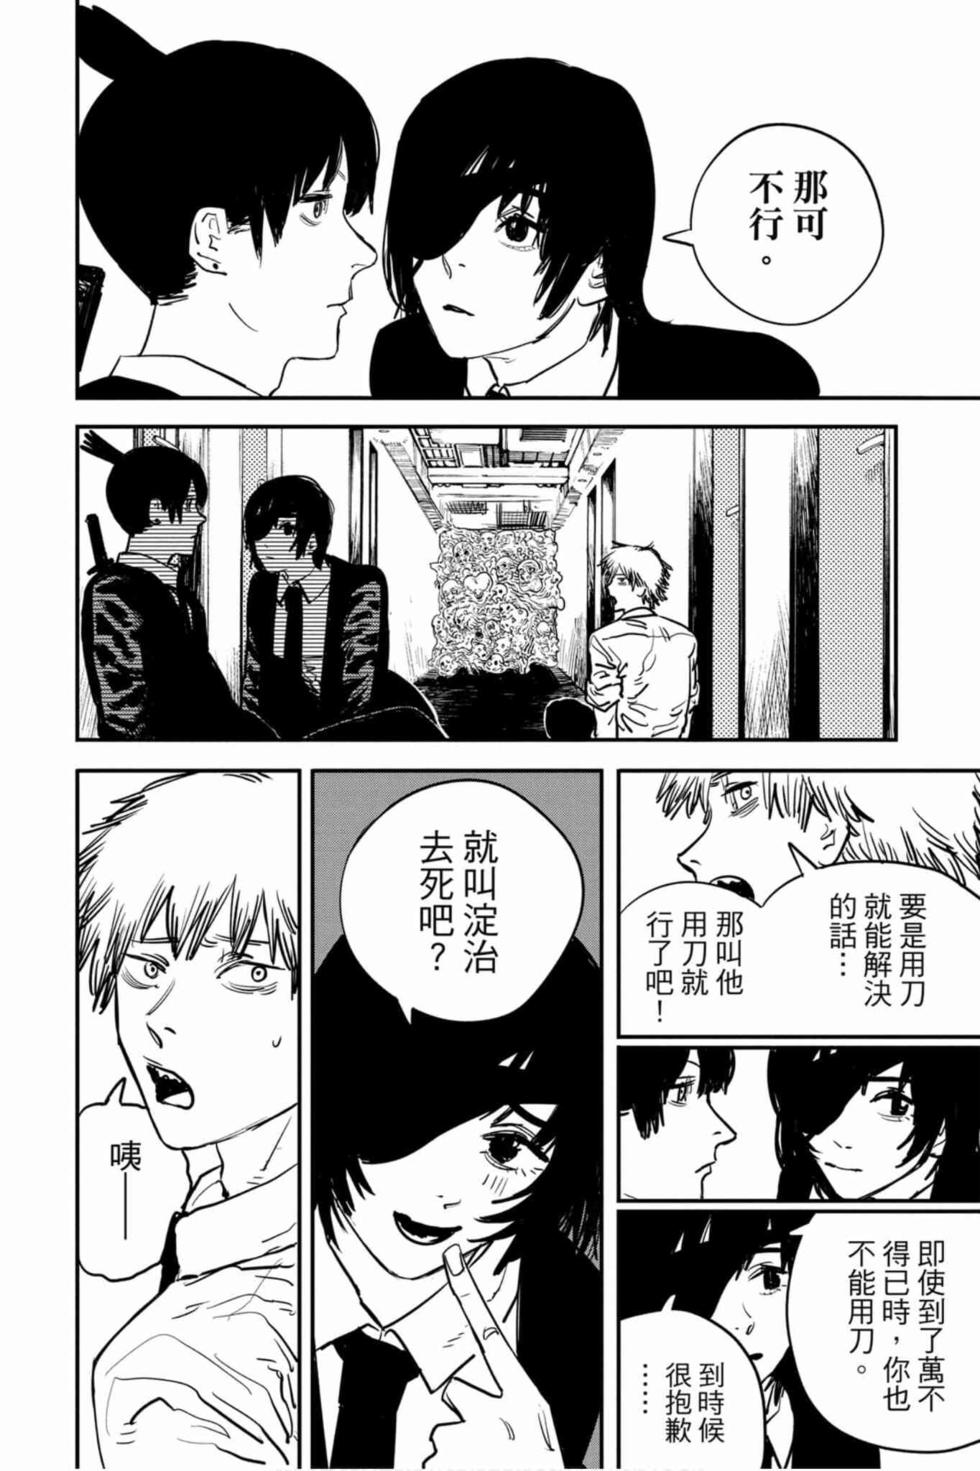 那可
不行。
要是用刀
就能解決
的話…
那叫他
用刀就
行了吧！
即使到了萬不
得已時，你也
不能用刀。
到時候
很抱歉
……
就叫淀治
去死吧？
咦——